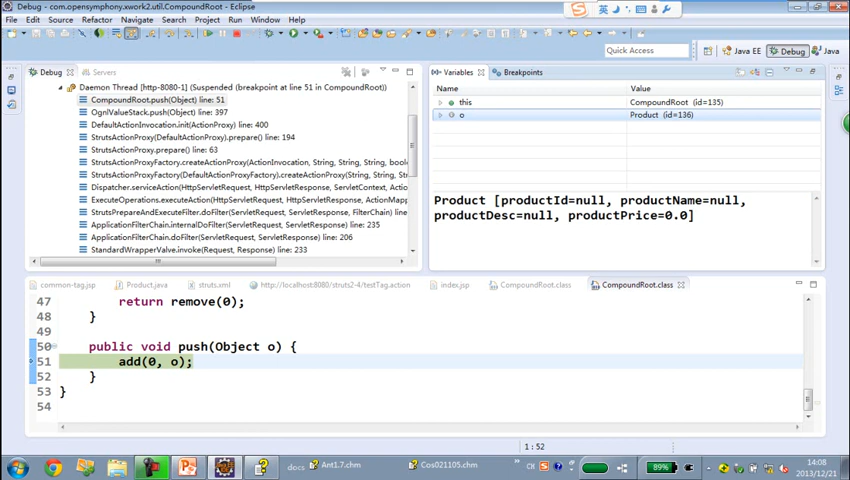 Debug - com.opensymphony.xwork2.util.CompoundRoot - Eclipse
File Edit Source Refactor Navigate Search Project Run Window Help
英
Quick Access
Java EE
Debug
Java
Debug
Servers
Daemon Thread [http-8080-1] (Suspended (breakpoint at line 51 in CompoundRoot))
CompoundRoot.push(Object) line: 51
OgnlValueStack.push(Object) line: 397
DefaultActionInvocation.init(ActionProxy) line: 400
StrutsActionProxy(DefaultActionProxy).prepare() line: 194
StrutsActionProxy.prepare() line: 63
StrutsActionProxyFactory.createActionProxy(ActionInvocation, String, String, String, boole
StrutsActionProxyFactory(DefaultActionProxyFactory).createActionProxy(String, String, Strin
Dispatcher.serviceAction(HttpServletRequest, HttpServletResponse, ServletContext, Action
ExecuteOperations.executeAction(HttpServletRequest, HttpServletResponse, ActionMapp
StrutsPrepareAndExecuteFilter.doFilter(ServletRequest, ServletResponse, FilterChain) line
ApplicationFilterChain.internalDoFilter(ServletRequest, ServletResponse) line: 235
ApplicationFilterChain.doFilter(ServletRequest, ServletResponse) line: 206
StandardWrapperValve.invoke(Request, Response) line: 233
Variables
Breakpoints
Name Value
this CompoundRoot (id=135)
o Product (id=136)
Product [productId=null, productName=null,
productDesc=null, productPrice=0.0]
common-tag.jsp
Product.java
struts.xml
http://localhost:8080/struts2-4/testTag.action
index.jsp
CompoundRoot.class
CompoundRoot.class
47 return remove(0);
48 }
49
50 public void push(Object o) {
51 add(0, o);
52 }
53 }
54
1 : 52
docs
Ant1.7.chm
Cos021105.chm
CH
89%
14:08
2013/12/21